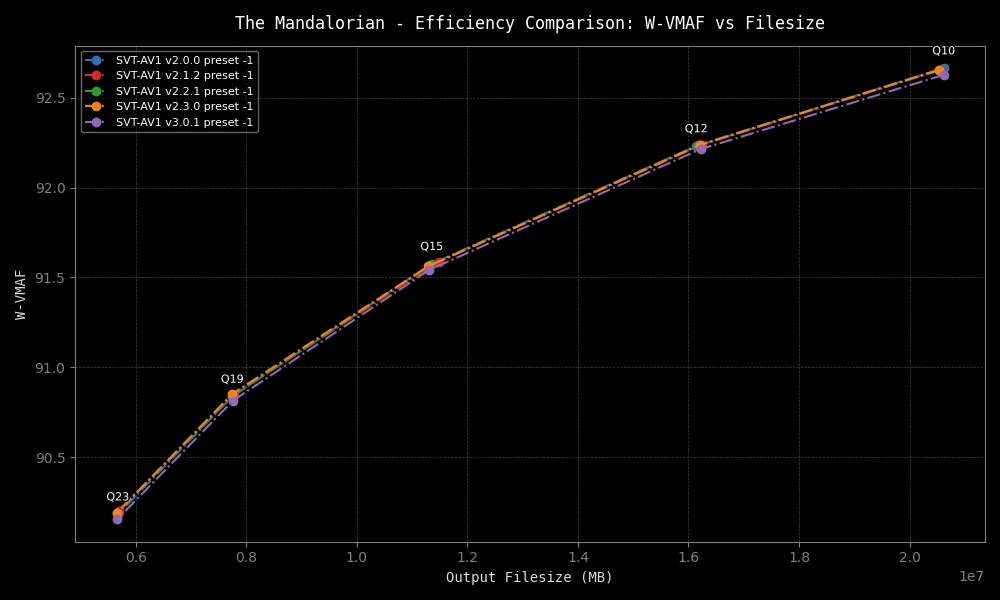 The Mandalorian - Efficiency Comparison: W-VMAF vs Filesize
SVT-AV1 v2.0.0 preset -1
SVT-AV1 v2.1.2 preset -1
SVT-AV1 v2.2.1 preset -1
SVT-AV1 v2.3.0 preset -1
SVT-AV1 v3.0.1 preset -1
Q10
Q12
Q15
Q19
Q23
92.5
92.0
91.5
91.0
90.5
W-VMAF
0.6 0.8 1.0 1.2 1.4 1.6 1.8 2.0
1e7
Output Filesize (MB)